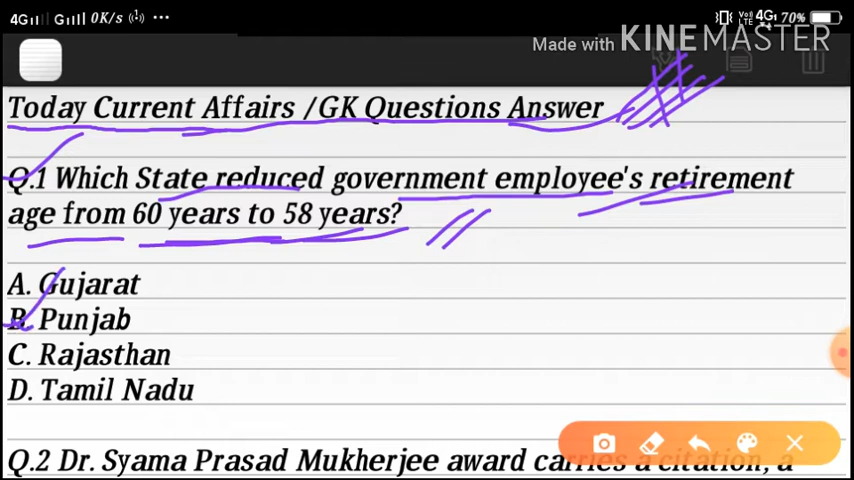 4G G 0K/s ••• Vo) LTE 4G 70%
Made with KINEMASTER
Today Current Affairs /GK Questions Answer
Q.1 Which State reduced government employee's retirement
age from 60 years to 58 years?
A. Gujarat
B. Punjab
C. Rajasthan
D. Tamil Nadu
Q.2 Dr. Syama Prasad Mukherjee award carries a citation, a